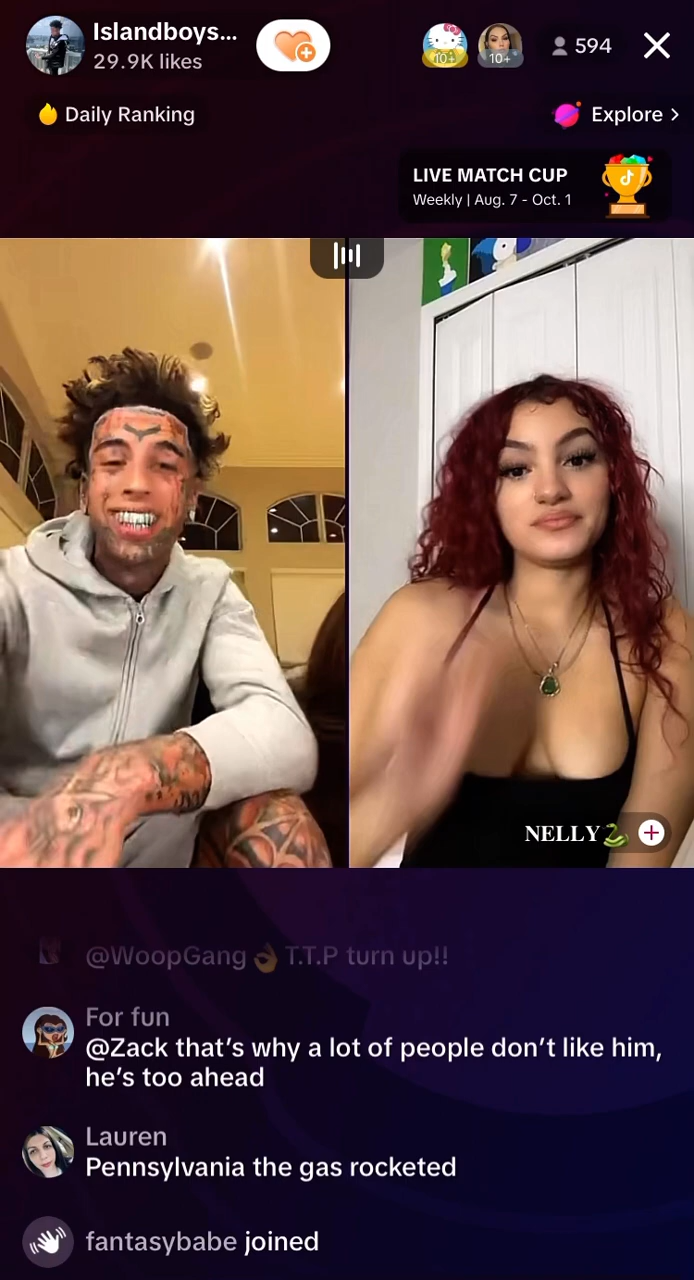 Islandboys...
29.9K likes
10+
10+
594
Daily Ranking
Explore >
LIVE MATCH CUP
Weekly | Aug. 7 - Oct. 1
NELLY🐍
@WoopGang👌T.T.P turn up!!
For fun
@Zack that’s why a lot of people don’t like him,
he’s too ahead
Lauren
Pennsylvania the gas rocketed
fantasybabe joined